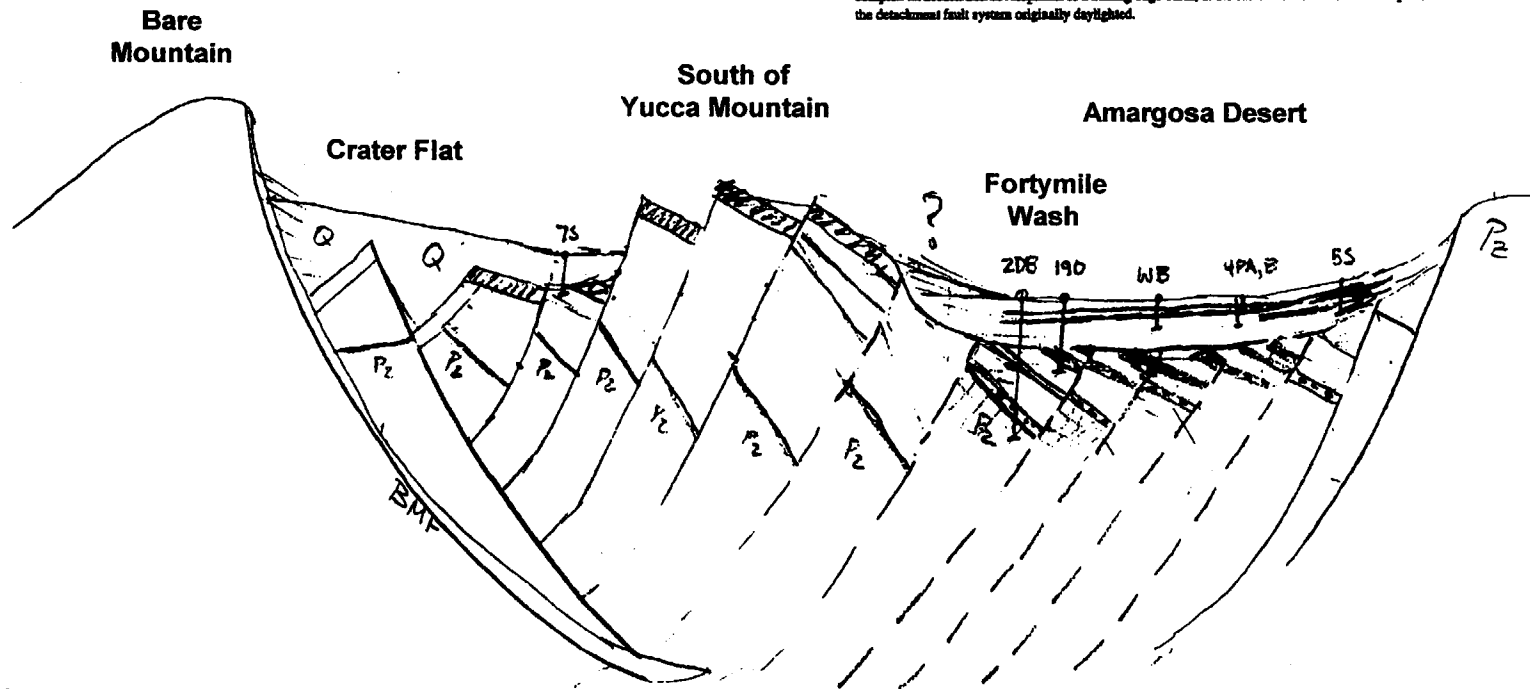 the detachment fault system originally daylighted.
Bare
Mountain
South of
Yucca Mountain
Amargosa Desert
Crater Flat
Fortymile
Wash
?
7S
2DB 19D WB 4PA,B 5S
Q
Q
Pz
Pz
Pz
Pz
Pz
Pz
Pz
Pz
Pz
BMF